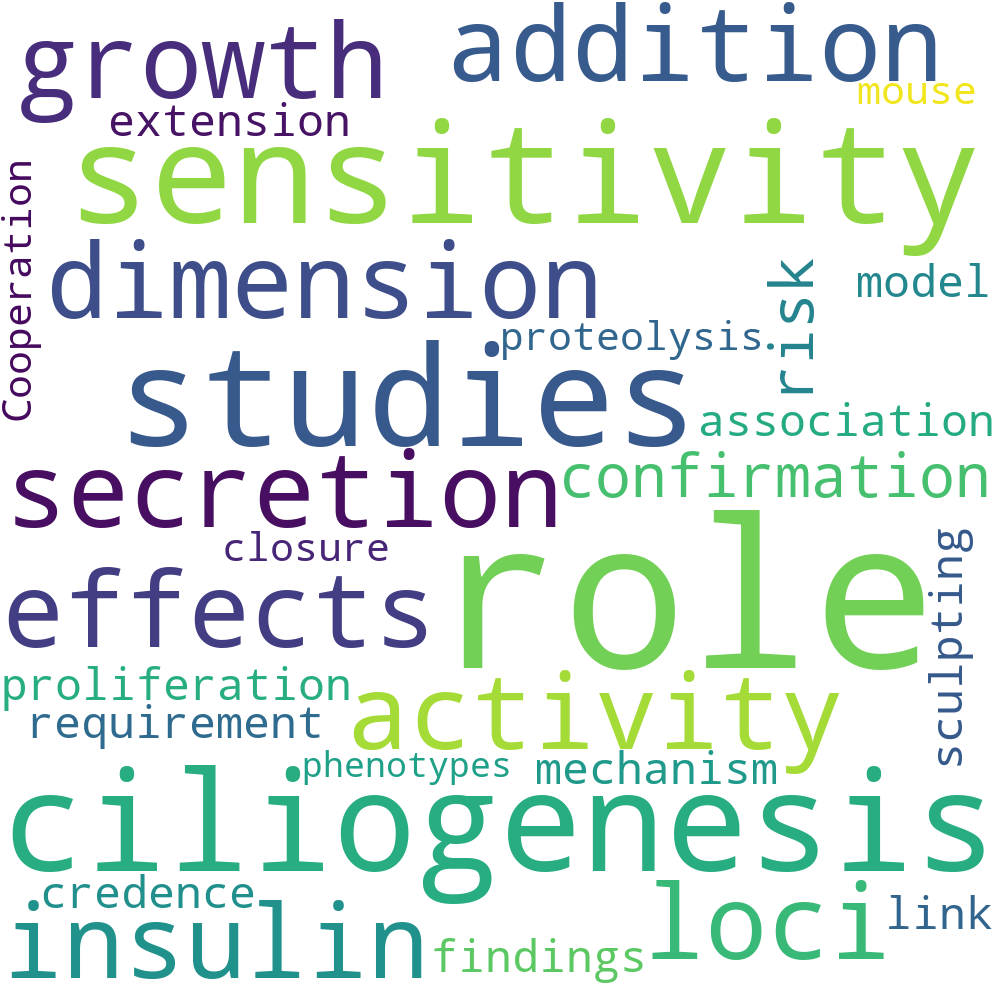 growth
addition
mouse
extension
sensitivity
Cooperation
dimension
risk
model
proteolysis
studies
association
secretion
confirmation
closure
role
effects
sculpting
proliferation
activity
requirement
phenotypes
mechanism
ciliogenesis
credence
loci
link
insulin
findings